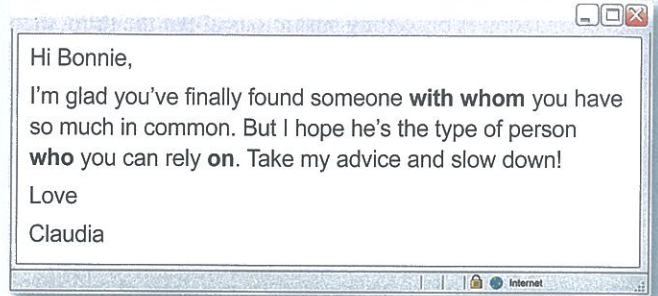 Hi Bonnie,
I'm glad you've finally found someone with whom you have
so much in common. But I hope he's the type of person
who you can rely on. Take my advice and slow down!
Love
Claudia
Internet